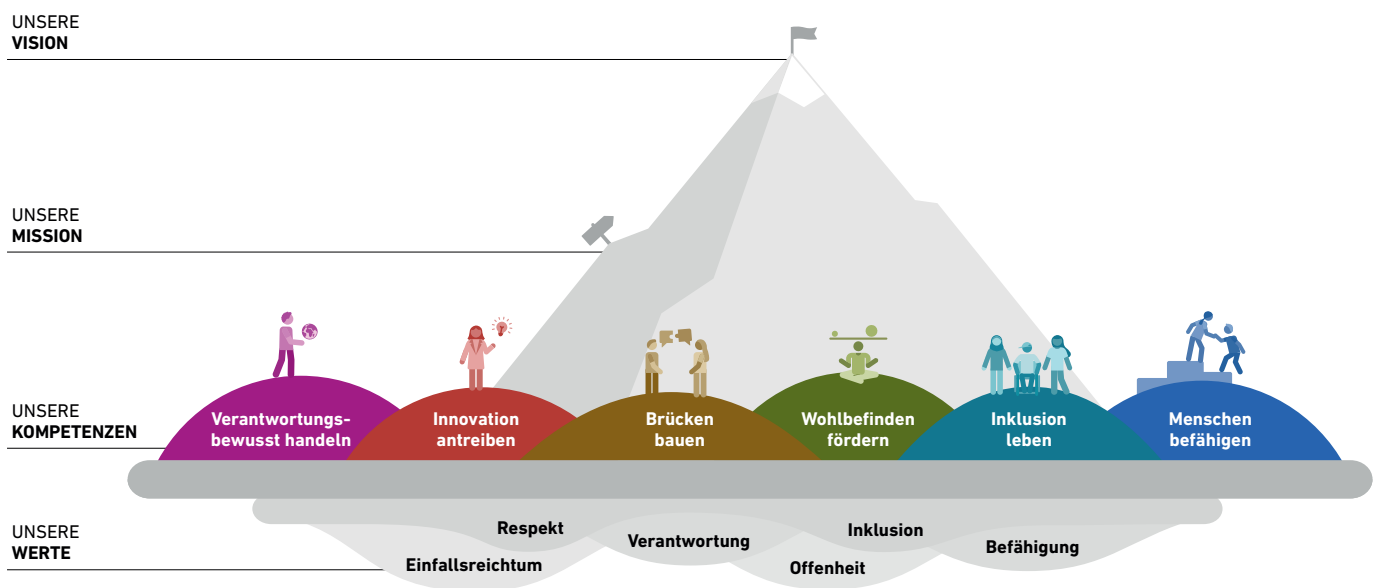 UNSERE
VISION
UNSERE
MISSION
UNSERE
KOMPETENZEN
Verantwortungs-
bewusst handeln
Innovation
antreiben
Brücken
bauen
Wohlbefinden
fördern
Inklusion
leben
Menschen
befähigen
UNSERE
WERTE
Respekt
Inklusion
Verantwortung
Befähigung
Einfallsreichtum
Offenheit